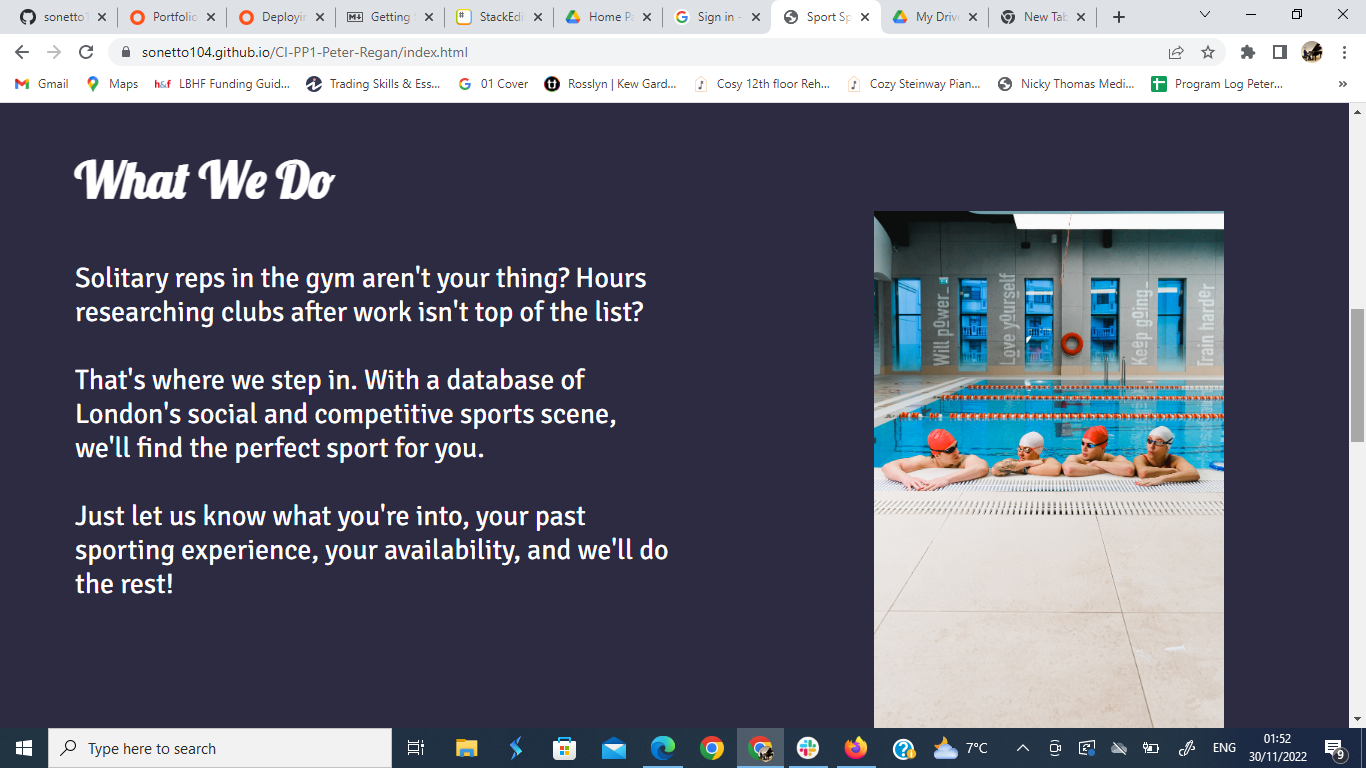 sonetto1
Portfolio
Deployin
Getting
StackEdi
Home Pa
Sign in -
Sport Sp
My Drive
New Tab
sonetto104.github.io/CI-PP1-Peter-Regan/index.html
Gmail
Maps
h&f
LBHF Funding Guid...
Trading Skills & Ess...
01 Cover
Rosslyn | Kew Gard...
Cosy 12th floor Reh...
Cozy Steinway Pian...
Nicky Thomas Medi...
Program Log Peter...
What We Do
Solitary reps in the gym aren't your thing? Hours
researching clubs after work isn't top of the list?
That's where we step in. With a database of
London's social and competitive sports scene,
we'll find the perfect sport for you.
Just let us know what you're into, your past
sporting experience, your availability, and we'll do
the rest!
Will power_
Love yourself
Keep going_
Train harder
Type here to search
7°C
ENG
01:52
30/11/2022
9